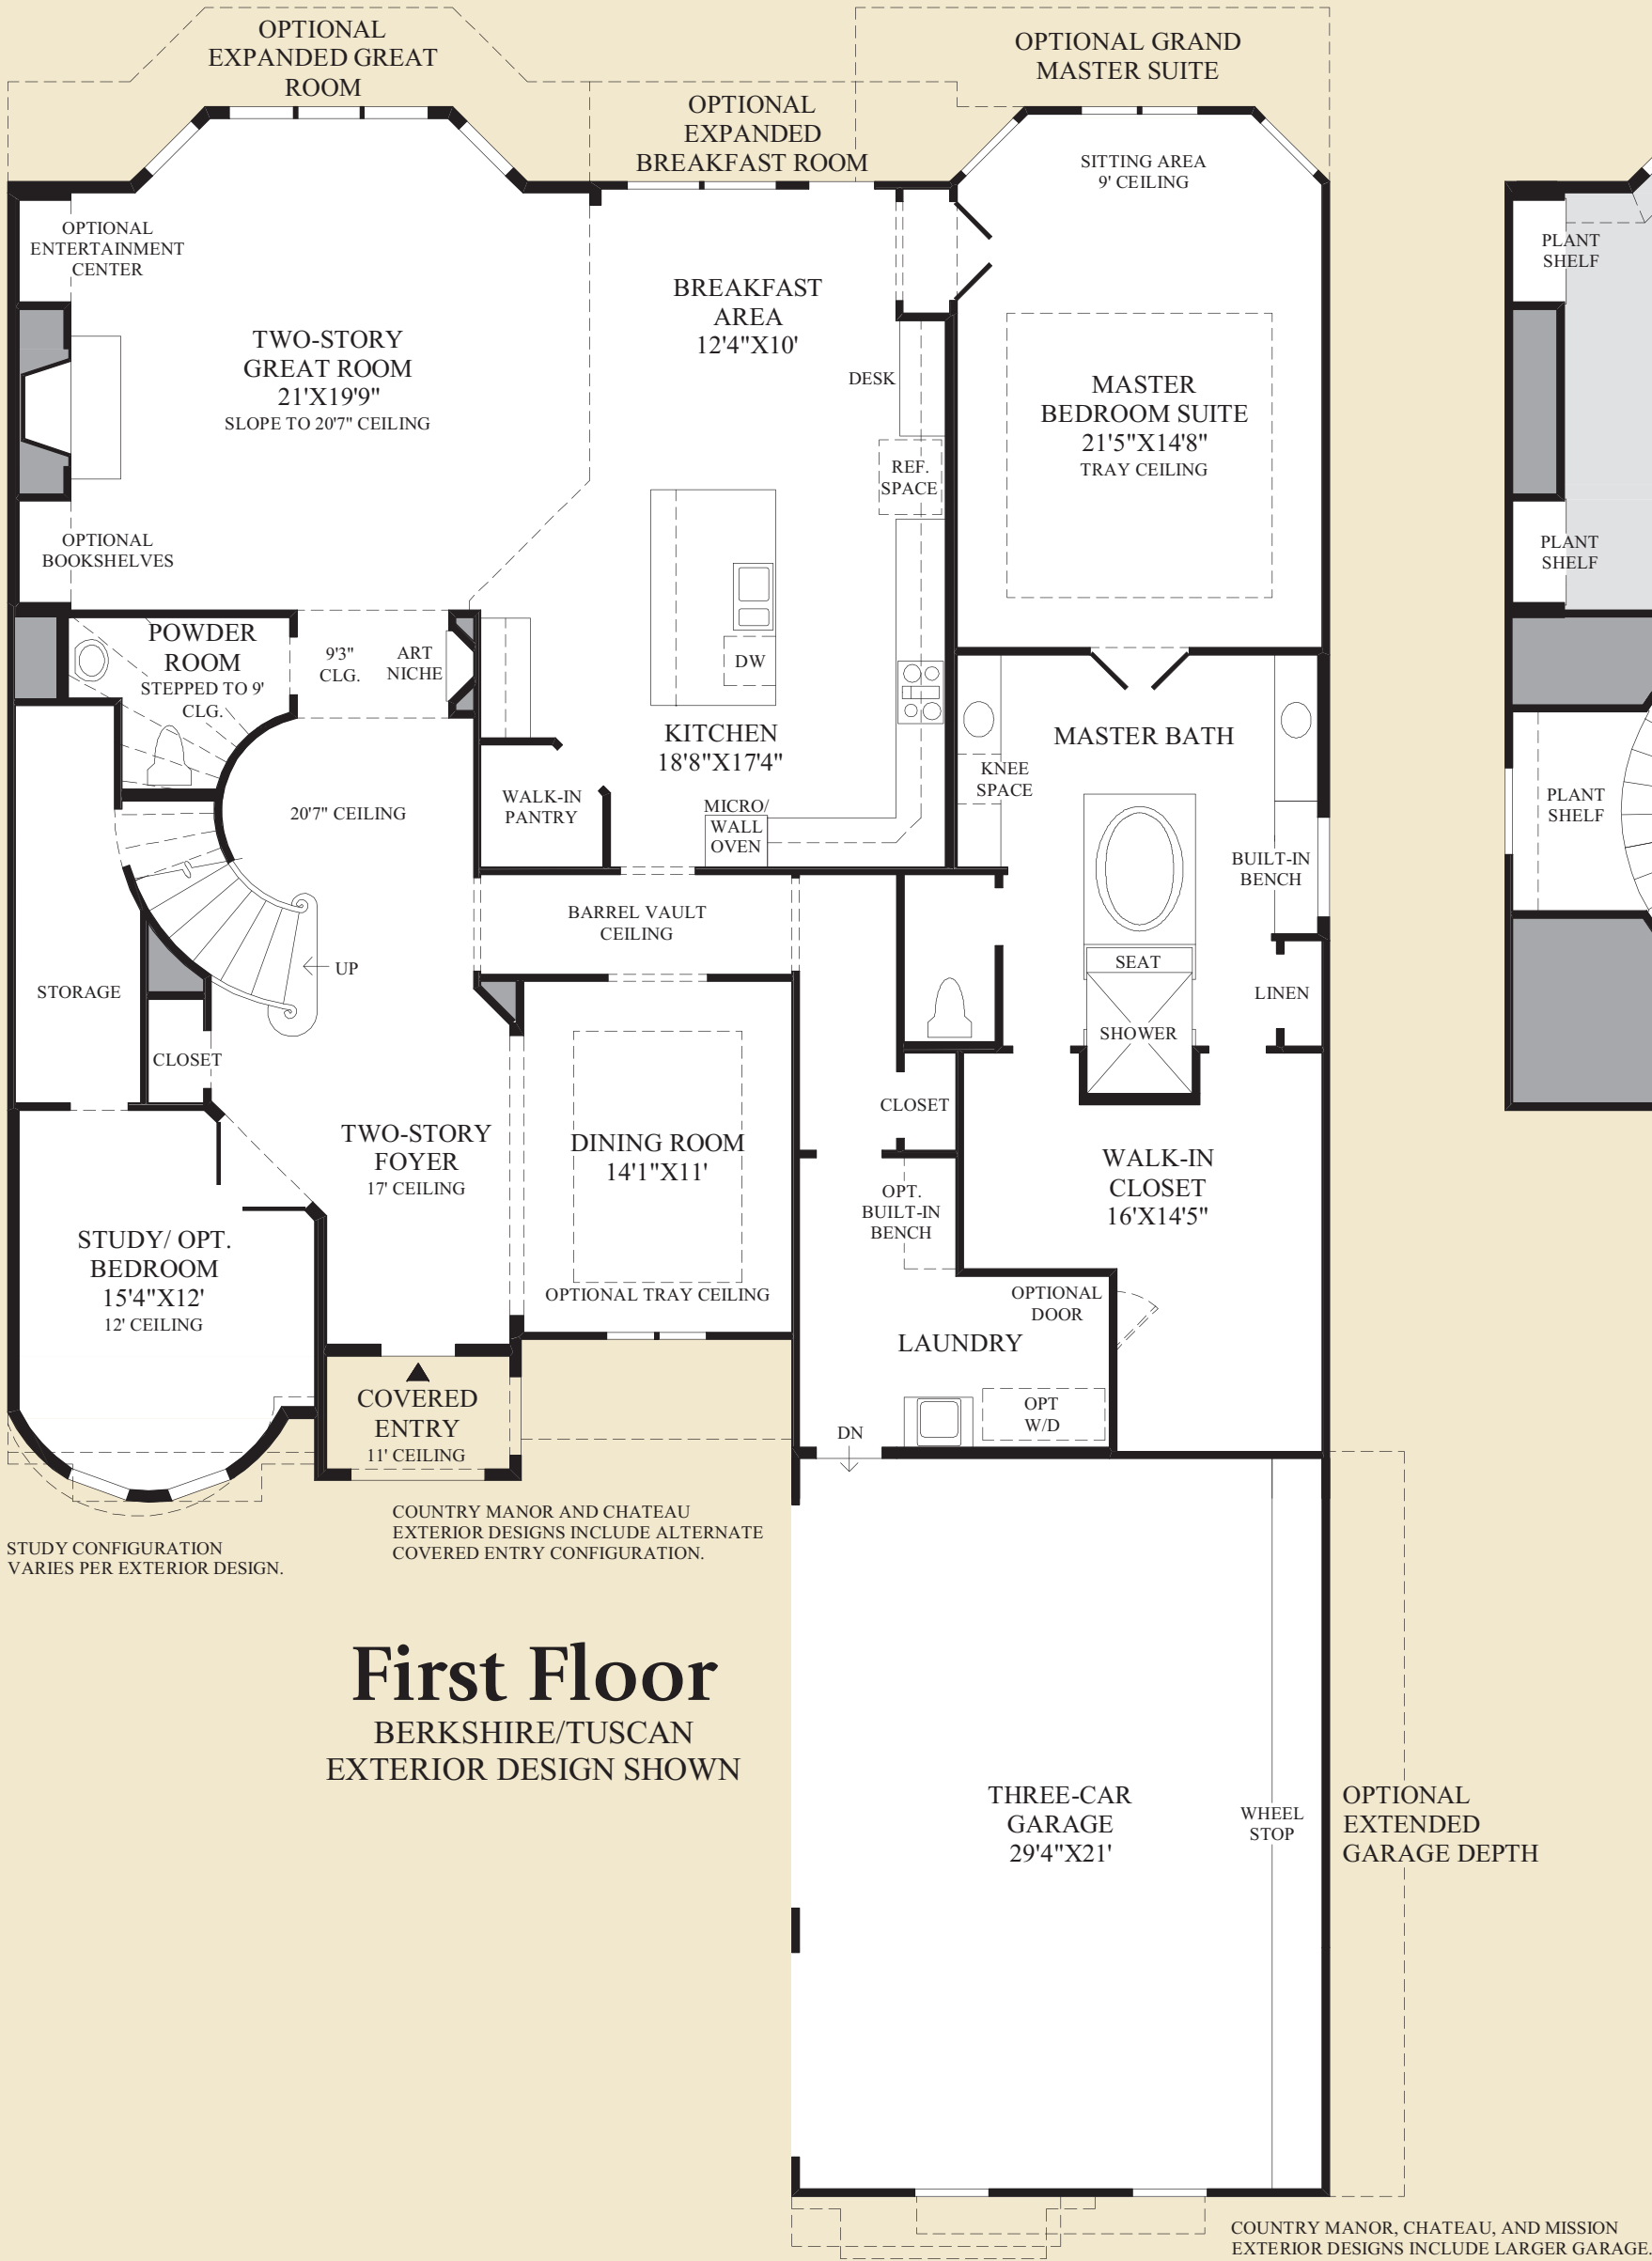 OPTIONAL
EXPANDED GREAT
ROOM
OPTIONAL GRAND
MASTER SUITE
OPTIONAL
EXPANDED
BREAKFAST ROOM
SITTING AREA
9' CEILING
OPTIONAL
ENTERTAINMENT
CENTER
TWO-STORY
GREAT ROOM
21'X19'9"
SLOPE TO 20'7" CEILING
BREAKFAST
AREA
12'4"X10'
DESK
REF.
SPACE
MASTER
BEDROOM SUITE
21'5"X14'8"
TRAY CEILING
PLANT
SHELF
PLANT
SHELF
OPTIONAL
BOOKSHELVES
POWDER
ROOM
STEPPED TO 9'
CLG.
9'3"
CLG.
ART
NICHE
DW
KITCHEN
18'8"X17'4"
MASTER BATH
KNEE
SPACE
20'7" CEILING
WALK-IN
PANTRY
MICRO/
WALL
OVEN
PLANT
SHELF
BUILT-IN
BENCH
BARREL VAULT
CEILING
UP
STORAGE
SEAT
LINEN
SHOWER
CLOSET
CLOSET
TWO-STORY
FOYER
17' CEILING
DINING ROOM
14'1"X11'
OPTIONAL TRAY CEILING
WALK-IN
CLOSET
16'X14'5"
OPT.
BUILT-IN
BENCH
STUDY/ OPT.
BEDROOM
15'4"X12'
12' CEILING
OPTIONAL
DOOR
LAUNDRY
COVERED
ENTRY
11' CEILING
OPT
W/D
DN
COUNTRY MANOR AND CHATEAU
EXTERIOR DESIGNS INCLUDE ALTERNATE
COVERED ENTRY CONFIGURATION.
STUDY CONFIGURATION
VARIES PER EXTERIOR DESIGN.
First Floor
BERKSHIRE/TUSCAN
EXTERIOR DESIGN SHOWN
THREE-CAR
GARAGE
29'4"X21'
WHEEL
STOP
OPTIONAL
EXTENDED
GARAGE DEPTH
COUNTRY MANOR, CHATEAU, AND MISSION
EXTERIOR DESIGNS INCLUDE LARGER GARAGE.